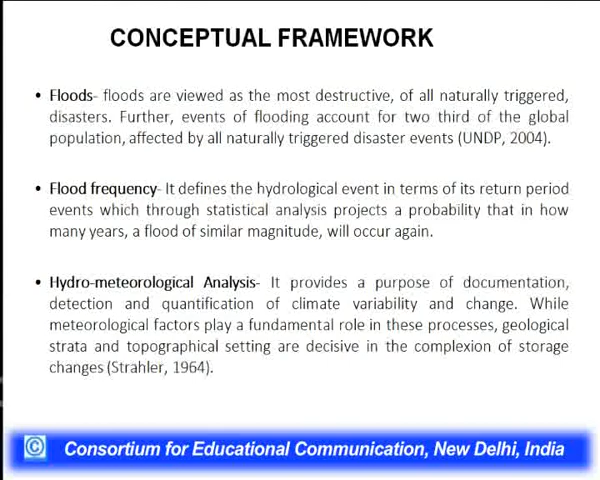 CONCEPTUAL FRAMEWORK
• Floods- floods are viewed as the most destructive, of all naturally triggered,
disasters. Further, events of flooding account for two third of the global
population, affected by all naturally triggered disaster events (UNDP, 2004).
• Flood frequency- It defines the hydrological event in terms of its return period
events which through statistical analysis projects a probability that in how
many years, a flood of similar magnitude, will occur again.
• Hydro-meteorological Analysis- It provides a purpose of documentation,
detection and quantification of climate variability and change. While
meteorological factors play a fundamental role in these processes, geological
strata and topographical setting are decisive in the complexion of storage
changes (Strahler, 1964).
© Consortium for Educational Communication, New Delhi, India